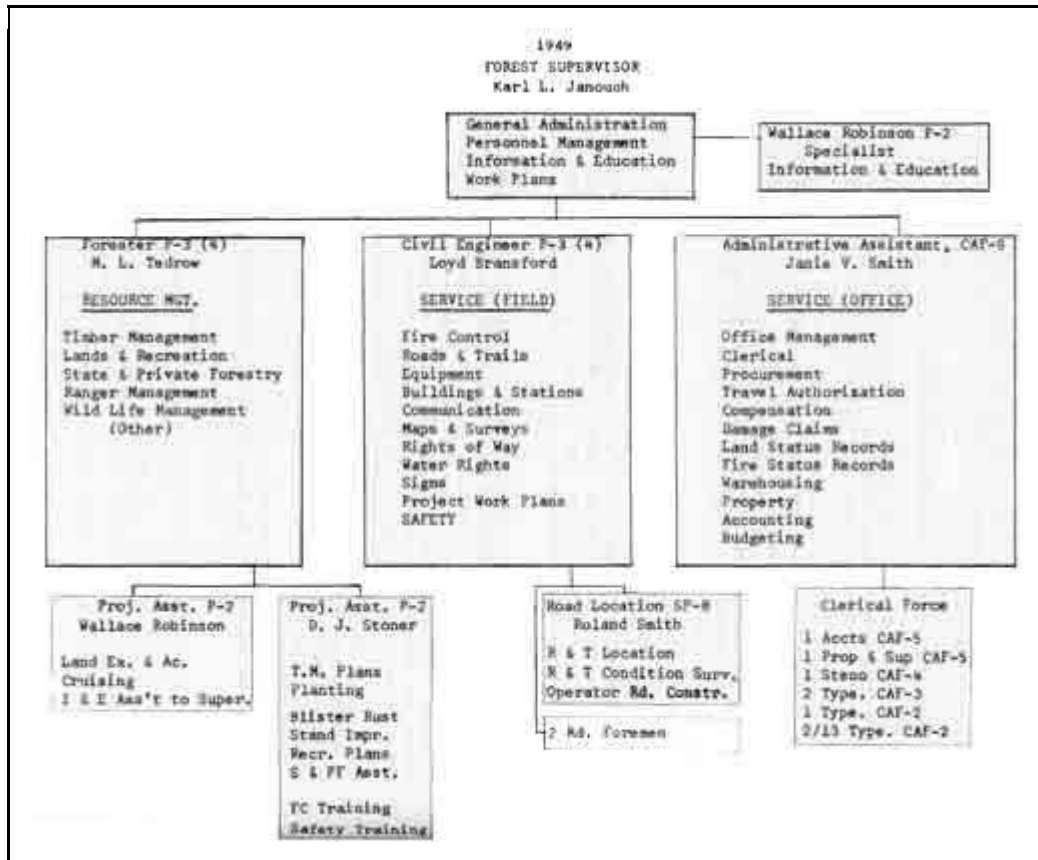 1949
FOREST SUPERVISOR
Karl L. Janouch
General Administration
Personnel Management
Information & Education
Work Plans
Wallace Robinson P-2
Specialist
Information & Education
Forester P-3 (4)
M. L. Tedrow
RESOURCE MGT.
Timber Management
Lands & Recreation
State & Private Forestry
Ranger Management
Wild Life Management
(Other)
Civil Engineer P-3 (4)
Loyd Bransford
SERVICE (FIELD)
Fire Control
Roads & Trails
Equipment
Buildings & Stations
Communication
Maps & Surveys
Rights of Way
Water Rights
Signs
Project Work Plans
SAFETY
Administrative Assistant, CAF-8
Janie V. Smith
SERVICE (OFFICE)
Office Management
Clerical
Procurement
Travel Authorization
Compensation
Damage Claims
Land Status Records
Fire Status Records
Warehousing
Property
Accounting
Budgeting
Proj. Asst. P-2
Wallace Robinson
Land Ex. & Ac.
Cruising
I & E Ass't to Super.
Proj. Asst. P-2
D. J. Stoner
T.M. Plans
Planting
Blister Rust
Stand Impr.
Recr. Plans
S & PF Asst.
FC Training
Safety Training
Road Location SP-8
Roland Smith
R & T Location
R & T Condition Surv.
Operator Rd. Constr.
2 Rd. Foremen
Clerical Force
1 Accts CAF-5
1 Prop & Sup CAF-5
1 Steno CAF-4
2 Type. CAF-3
1 Type. CAF-2
2/13 Type. CAF-2